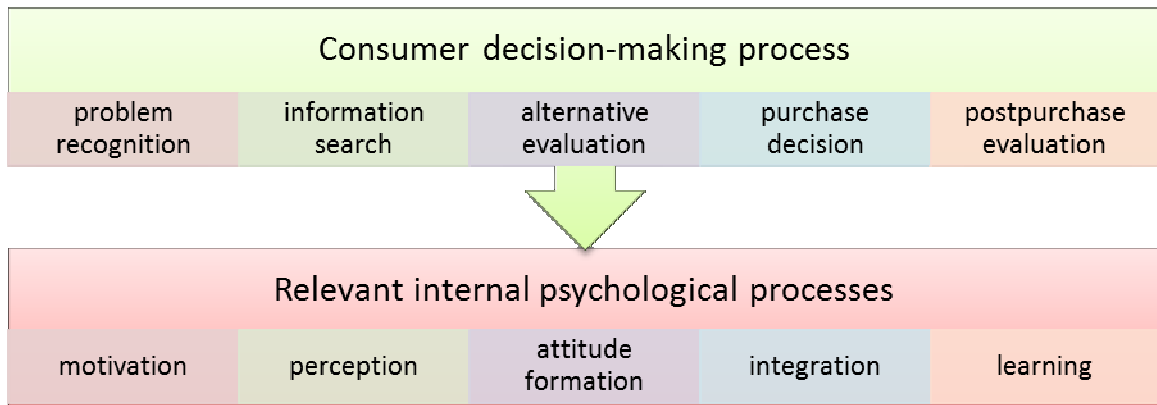 Consumer decision-making process
problem
recognition
information
search
alternative
evaluation
purchase
decision
postpurchase
evaluation
Relevant internal psychological processes
motivation
perception
attitude
formation
integration
learning